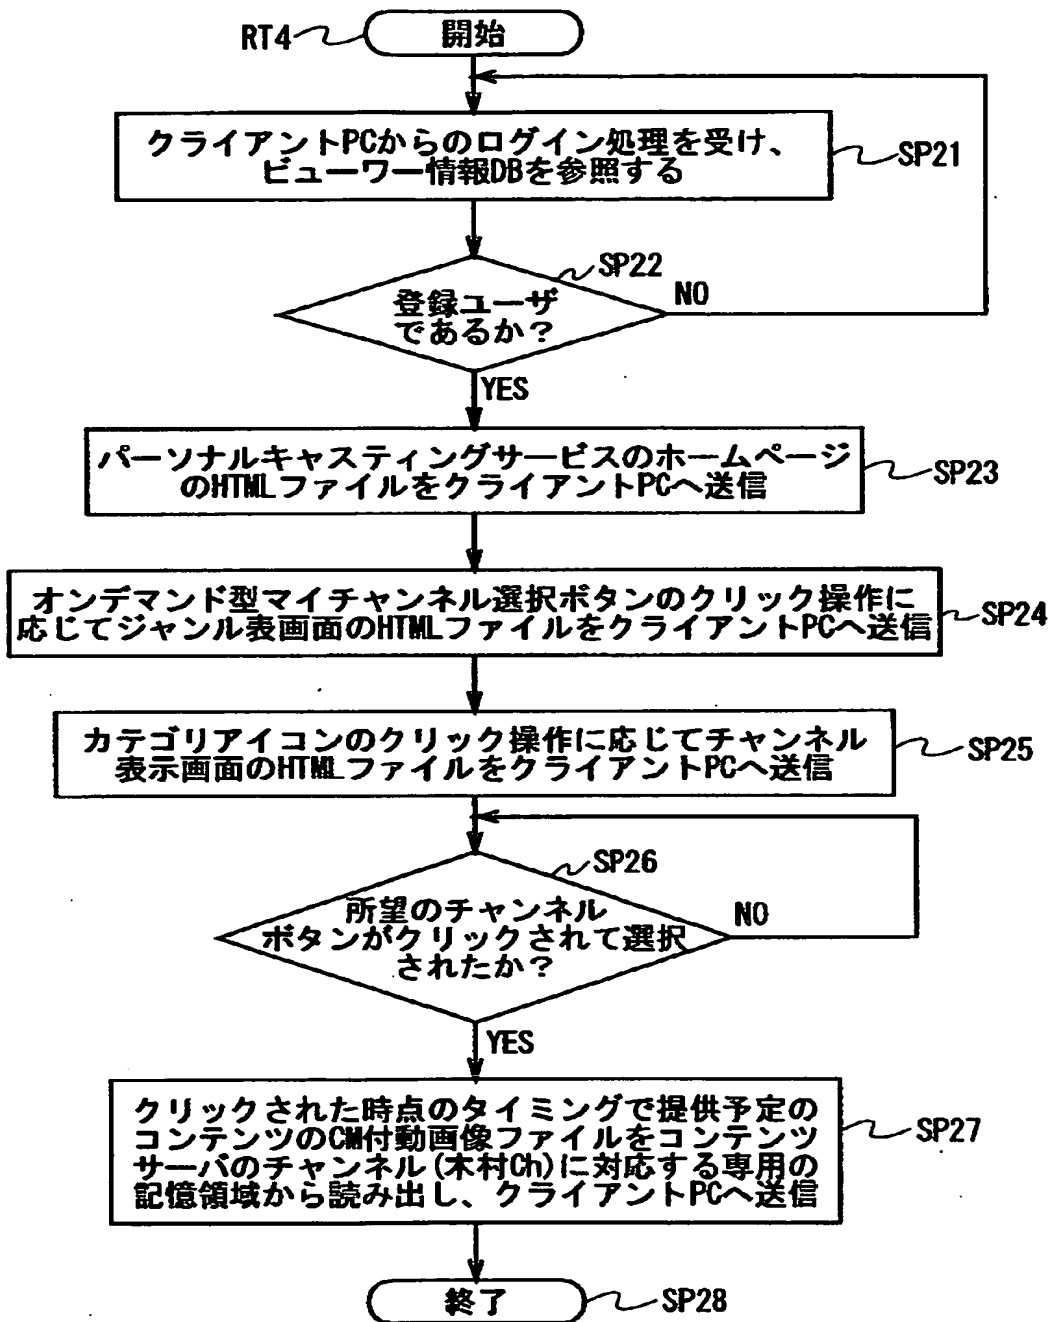 RT4
開始
クライアントPCからのログイン処理を受け、
ビューワー情報DBを参照する
SP21
SP22
登録ユーザ
であるか?
NO
YES
パーソナルキャスティングサービスのホームページ
のHTMLファイルをクライアントPCへ送信
SP23
オンデマンド型マイチャンネル選択ボタンのクリック操作に
応じてジャンル表画面のHTMLファイルをクライアントPCへ送信
SP24
カテゴリアイコンのクリック操作に応じてチャンネル
表示画面のHTMLファイルをクライアントPCへ送信
SP25
SP26
所望のチャンネル
ボタンがクリックされて選択
されたか?
NO
YES
クリックされた時点のタイミングで提供予定の
コンテンツのCM付動画像ファイルをコンテンツ
サーバのチャンネル(木村Ch)に対応する専用の
記憶領域から読み出し、クライアントPCへ送信
SP27
終了
SP28